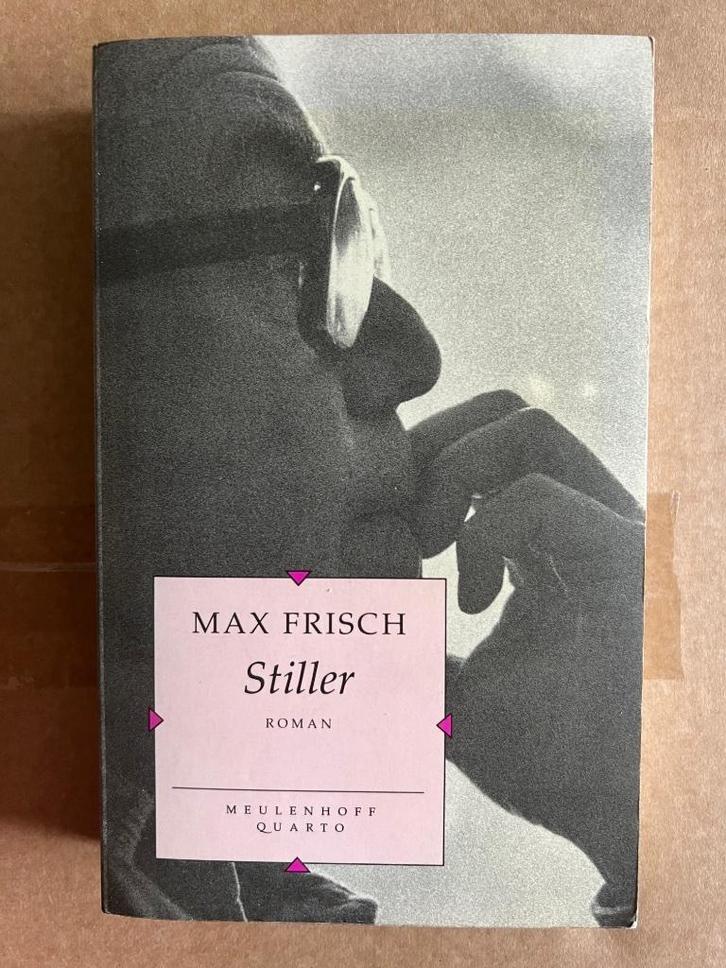 MAX FRISCH
Stiller
ROMAN
MEULENHOFF
QUARTO